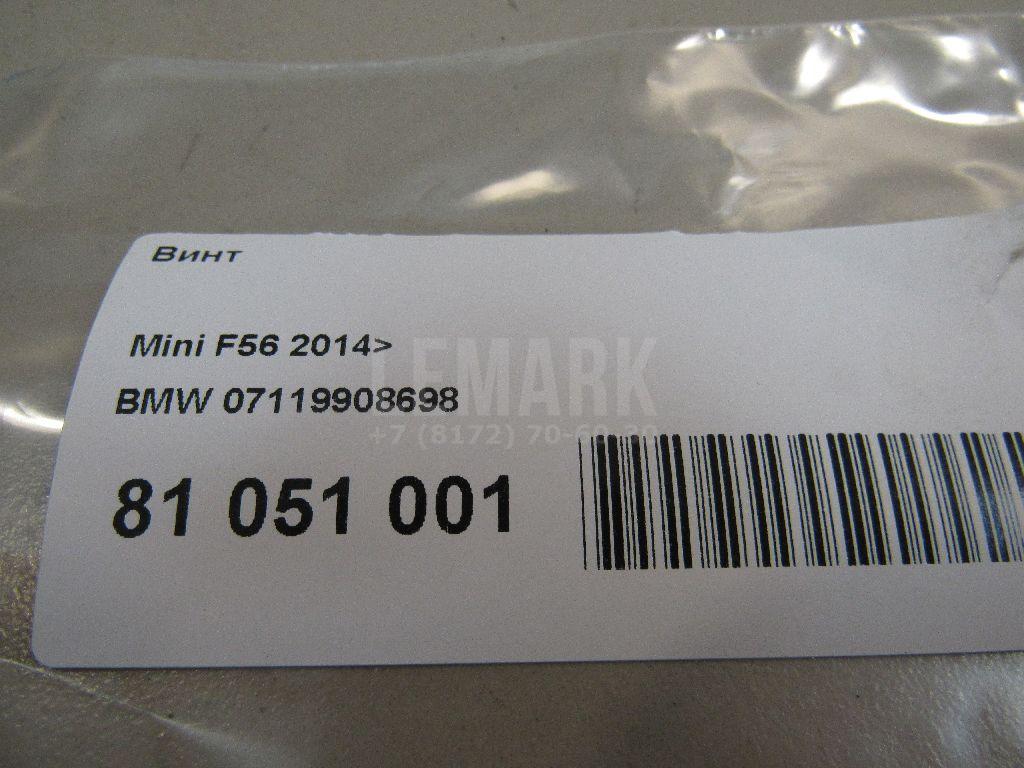 Винт
Mini F56 2014>
LEMARK
BMW 07119908698
+7 (8172) 70-60-30
81 051 001